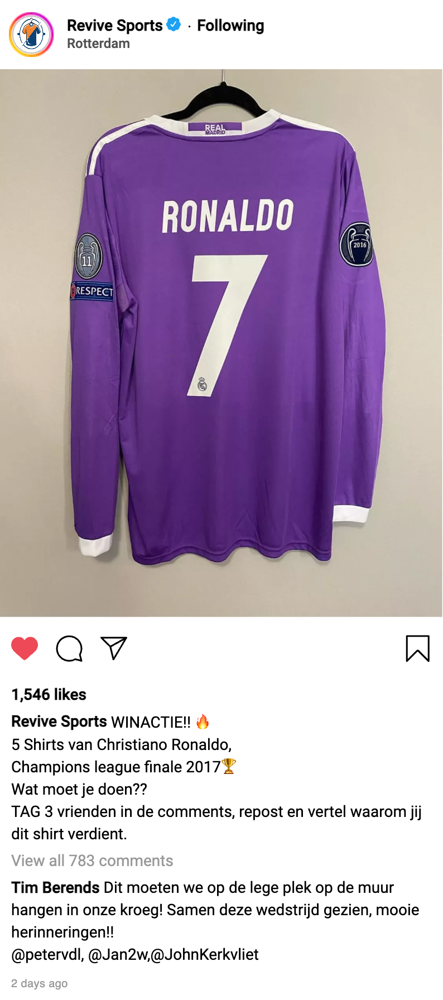 Revive Sports · Following
Rotterdam
REAL
MADRID
RONALDO
11
2016
RESPECT
7
1,546 likes
Revive Sports WINACTIE!! 🔥
5 Shirts van Christiano Ronaldo,
Champions league finale 2017🏆
Wat moet je doen??
TAG 3 vrienden in de comments, repost en vertel waarom jij
dit shirt verdient.
View all 783 comments
Tim Berends Dit moeten we op de lege plek op de muur
hangen in onze kroeg! Samen deze wedstrijd gezien, mooie
herinneringen!!
@petervdl, @Jan2w,@JohnKerkvliet
2 days ago